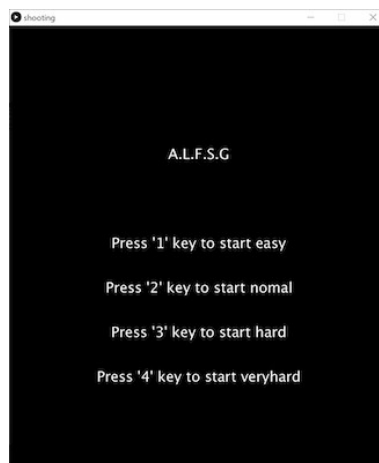 shooting
A.L.F.S.G
Press '1' key to start easy
Press '2' key to start nomal
Press '3' key to start hard
Press '4' key to start veryhard